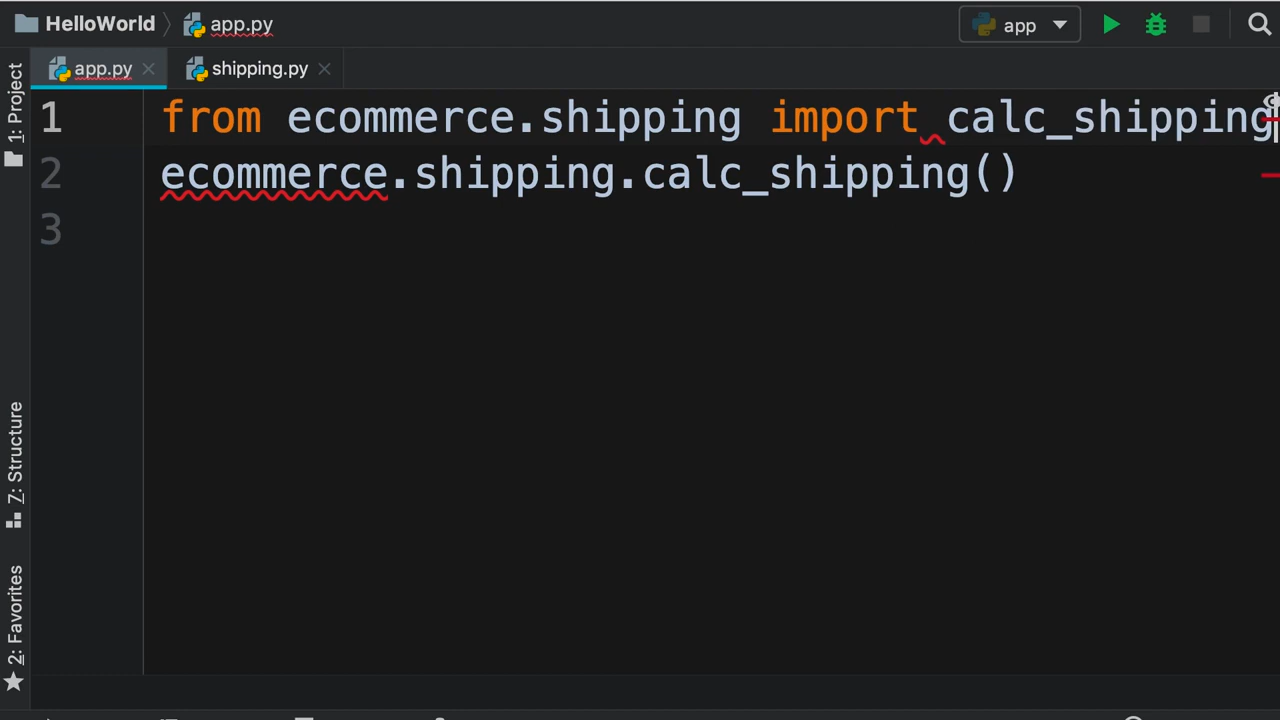 HelloWorld app.py app
app.py shipping.py
1: Project
1 from ecommerce.shipping import calc_shipping
2 ecommerce.shipping.calc_shipping()
3
7: Structure
2: Favorites